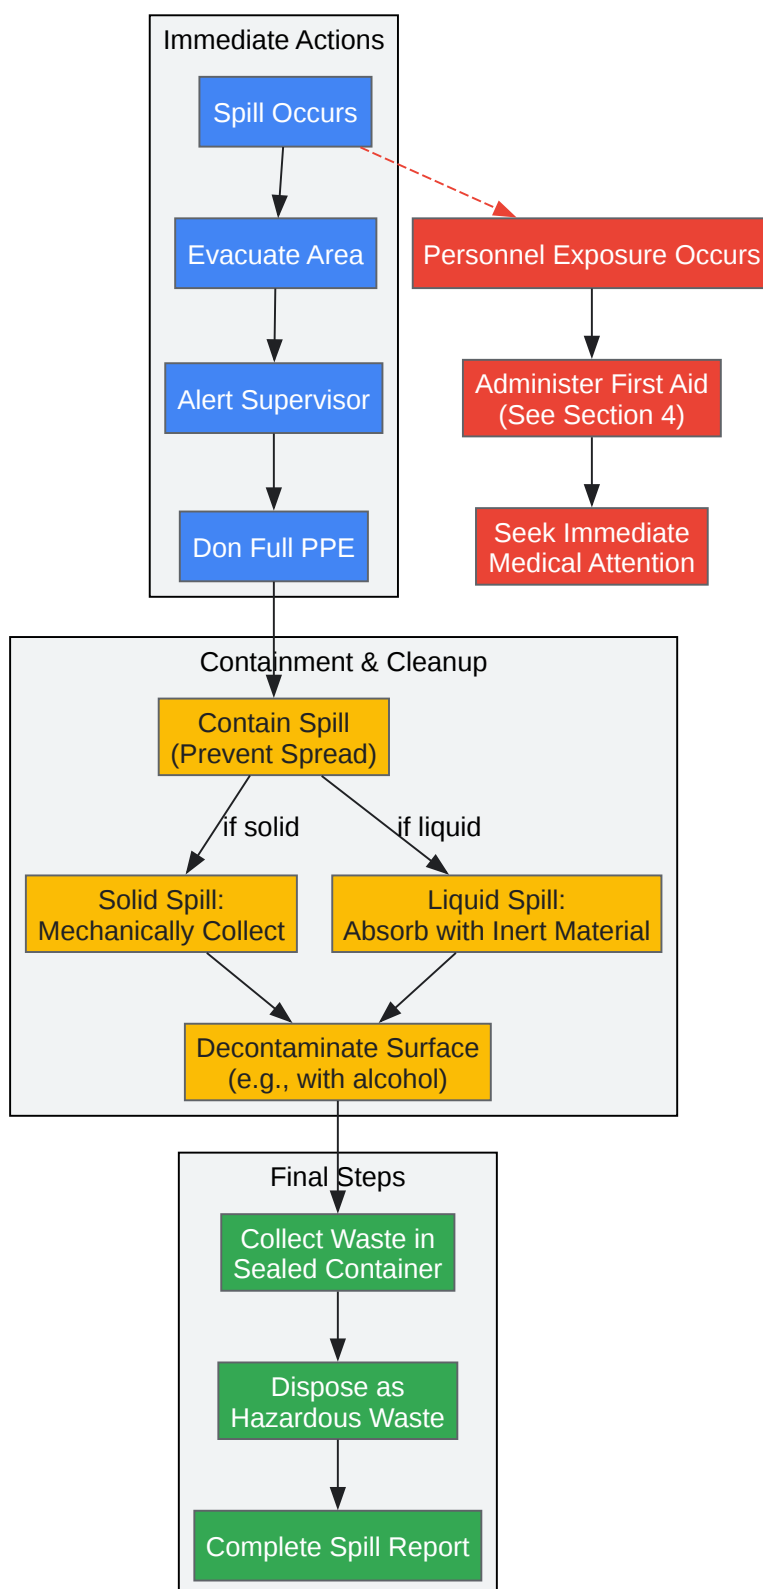 Immediate Actions
Spill Occurs
Evacuate Area
Personnel Exposure Occurs
Alert Supervisor
Administer First Aid
(See Section 4)
Don Full PPE
Seek Immediate
Medical Attention
Containment & Cleanup
Contain Spill
(Prevent Spread)
if solid
if liquid
Solid Spill:
Mechanically Collect
Liquid Spill:
Absorb with Inert Material
Decontaminate Surface
(e.g., with alcohol)
Final Steps
Collect Waste in
Sealed Container
Dispose as
Hazardous Waste
Complete Spill Report